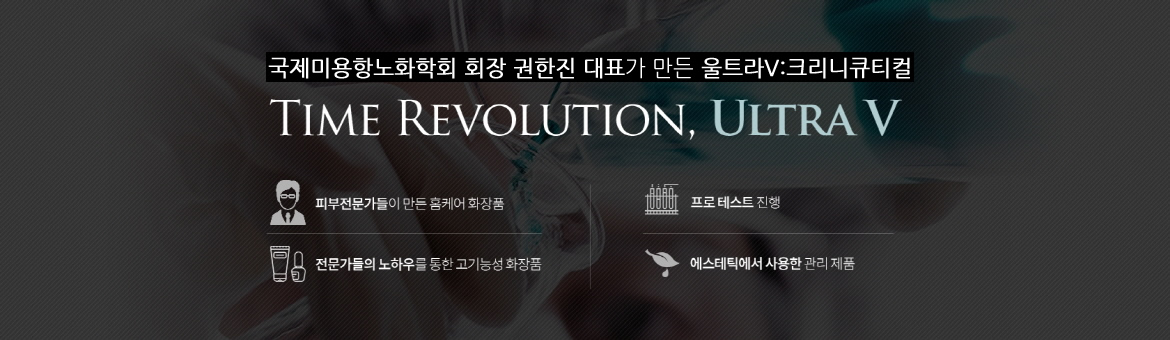 국제미용항노화학회 회장 권한진 대표가 만든 울트라V:크리니큐티컬
TIME REVOLUTION, ULTRA V
피부전문가들이 만든 홈케어 화장품
프로 테스트 진행
전문가들의 노하우를 통한 고기능성 화장품
에스테틱에서 사용한 관리 제품